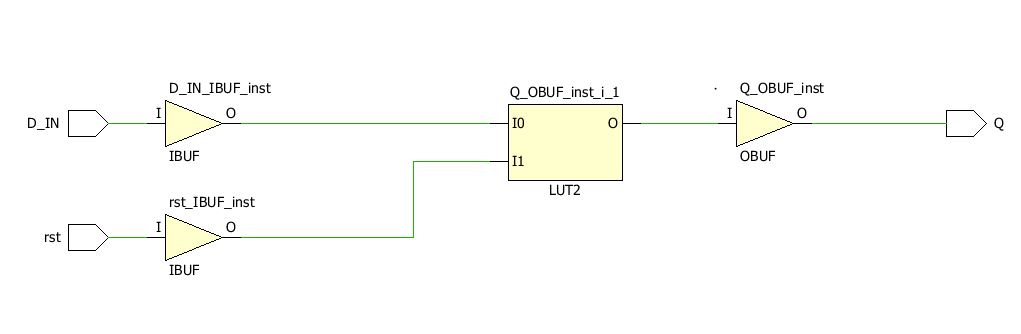 D_IN_IBUF_inst
Q_OBUF_inst_i_1
Q_OBUF_inst
D_IN
I
O
I0
O
I
O
Q
IBUF
I1
OBUF
LUT2
rst_IBUF_inst
rst
I
O
IBUF